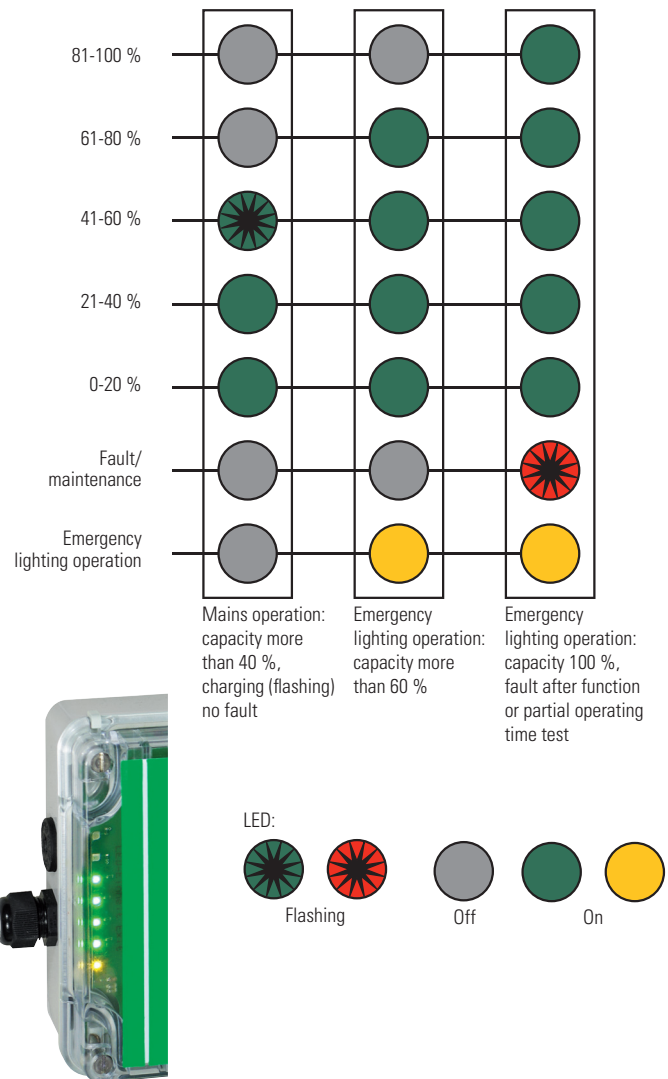 81-100 %
61-80 %
41-60 %
21-40 %
0-20 %
Fault/
maintenance
Emergency
lighting operation
Mains operation:
capacity more
than 40 %,
charging (flashing)
no fault
Emergency
lighting operation:
capacity more
than 60 %
Emergency
lighting operation:
capacity 100 %,
fault after function
or partial operating
time test
LED:
Flashing
Off
On